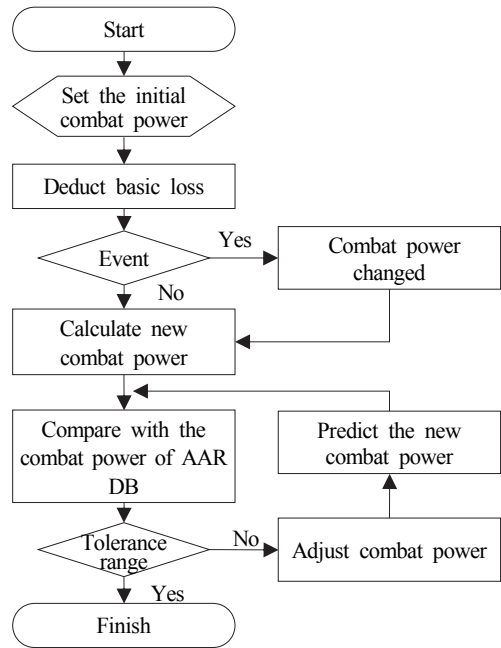 Start
Set the initial
combat power
Deduct basic loss
Event
Yes
Combat power
changed
No
Calculate new
combat power
Compare with the
combat power of AAR
DB
Predict the new
combat power
Tolerance
range
No
Adjust combat power
Yes
Finish